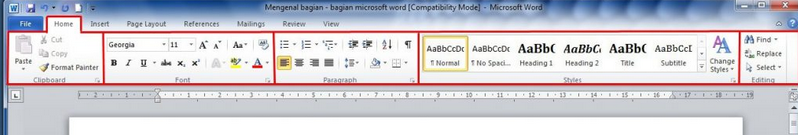 Mengenal bagian - bagian microsoft word [Compatibility Mode] - Microsoft Word
File Home Insert Page Layout References Mailings Review View
Paste Cut Copy Format Painter
Clipboard
Georgia 11 A A Aa
B I U abc X₂ X² A A
Font
Paragraph
AaBbCcDc AaBbCcDc AaBbC AaBbCc AaBbC AaBbCcI
¶ Normal ¶ No Spaci... Heading 1 Heading 2 Title Subtitle
Change Styles
Styles
Find Replace Select
Editing
2 1 1 2 3 4 5 6 7 8 9 10 11 12 13 14 15 16 17 18 19